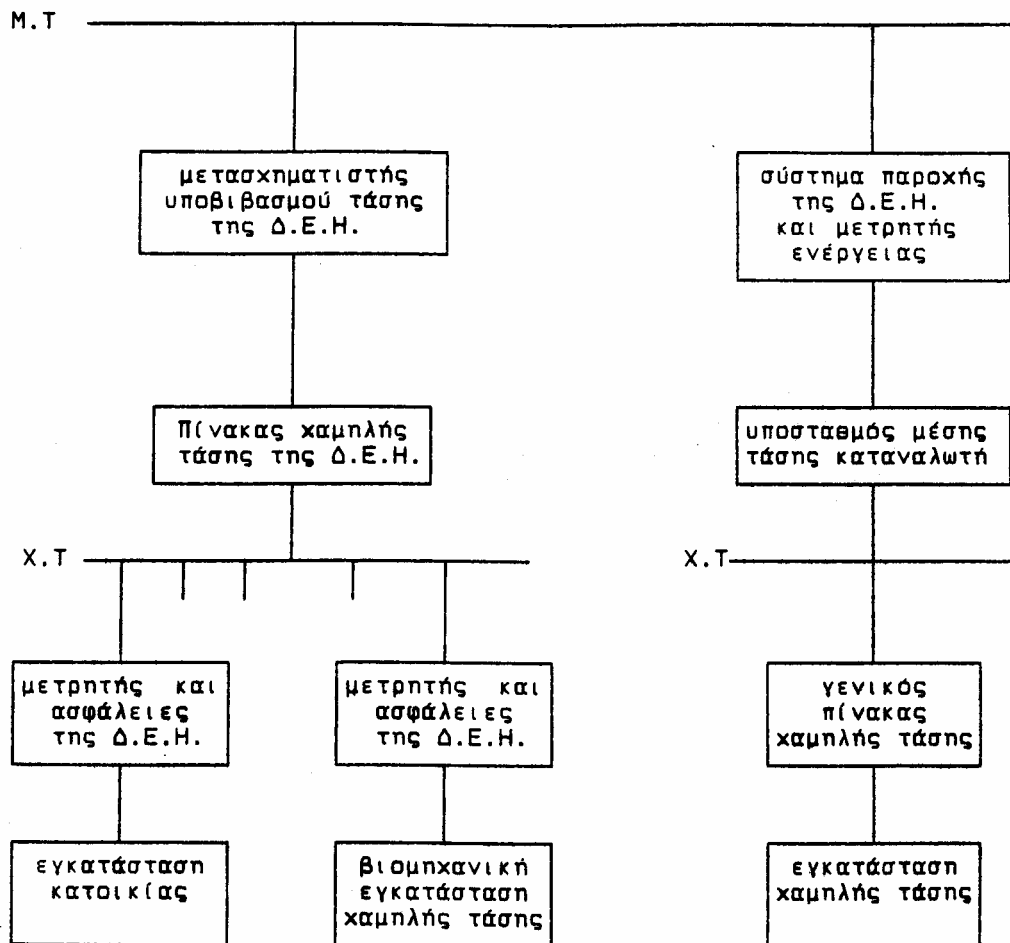 Μ.Τ
μετασχηματιστής
υποβιβασμού τάσης
της Δ.Ε.Η.
σύστημα παροχής
της Δ.Ε.Η.
και μετρητής
ενέργειας
Πίνακας χαμηλής
τάσης της Δ.Ε.Η.
υποσταθμός μέσης
τάσης καταναλωτή
Χ.Τ
Χ.Τ
μετρητής και
ασφάλειες
της Δ.Ε.Η.
μετρητής και
ασφάλειες
της Δ.Ε.Η.
γενικός
πίνακας
χαμηλής τάσης
εγκατάσταση
κατοικίας
βιομηχανική
εγκατάσταση
χαμηλής τάσης
εγκατάσταση
χαμηλής τάσης